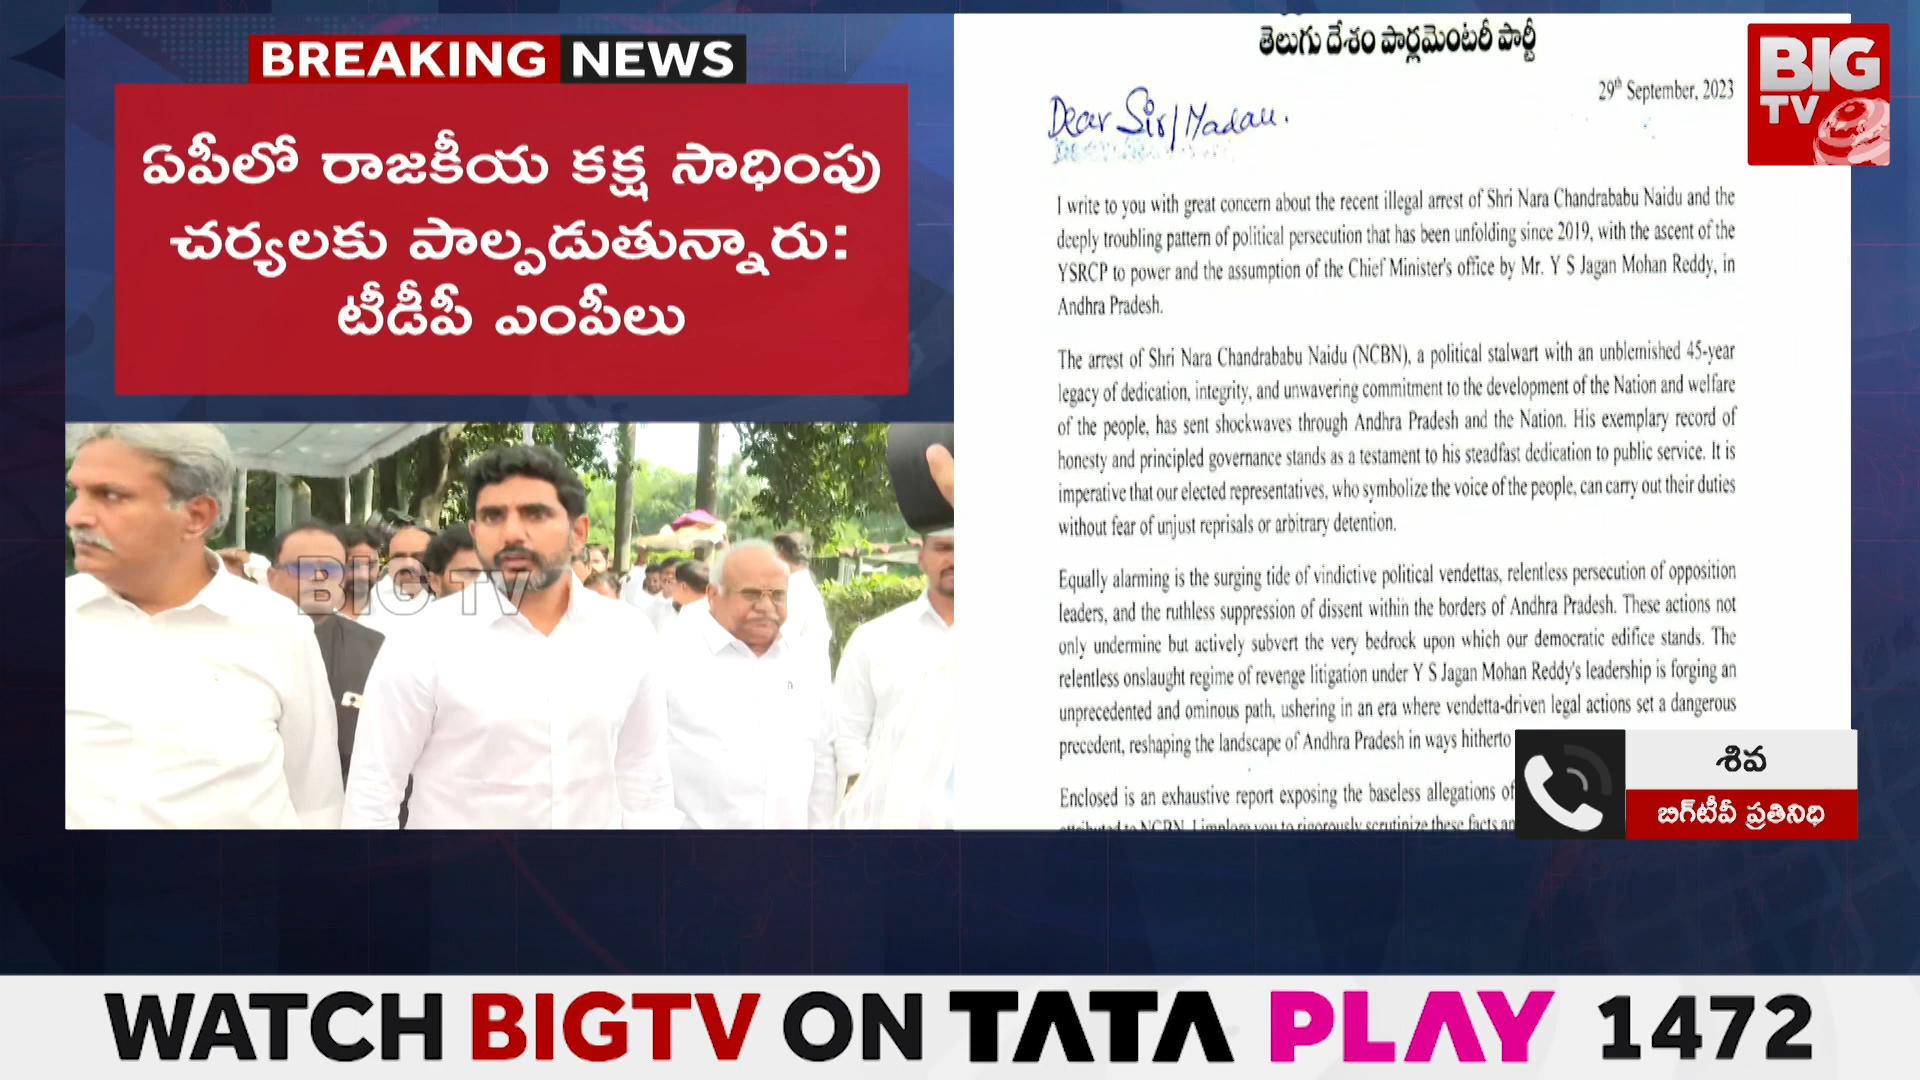 BREAKING NEWS
ఏపీలో రాజకీయ కక్ష సాధింపు
చర్యలకు పాల్పడుతున్నారు:
టీడీపీ ఎంపీలు
BIG TV
తెలుగు దేశం పార్లమెంటరీ పార్టీ
29th September, 2023
BIG
TV
Dear Sir/Madam.
I write to you with great concern about the recent illegal arrest of Shri Nara Chandrababu Naidu and the
deeply troubling pattern of political persecution that has been unfolding since 2019, with the ascent of the
YSRCP to power and the assumption of the Chief Minister's office by Mr. Y S Jagan Mohan Reddy, in
Andhra Pradesh.
The arrest of Shri Nara Chandrababu Naidu (NCBN), a political stalwart with an unblemished 45-year
legacy of dedication, integrity, and unwavering commitment to the development of the Nation and welfare
of the people, has sent shockwaves through Andhra Pradesh and the Nation. His exemplary record of
honesty and principled governance stands as a testament to his steadfast dedication to public service. It is
imperative that our elected representatives, who symbolize the voice of the people, can carry out their duties
without fear of unjust reprisals or arbitrary detention.
Equally alarming is the surging tide of vindictive political vendettas, relentless persecution of opposition
leaders, and the ruthless suppression of dissent within the borders of Andhra Pradesh. These actions not
only undermine but actively subvert the very bedrock upon which our democratic edifice stands. The
relentless onslaught regime of revenge litigation under Y S Jagan Mohan Reddy's leadership is forging an
unprecedented and ominous path, ushering in an era where vendetta-driven legal actions set a dangerous
precedent, reshaping the landscape of Andhra Pradesh in ways hitherto
Enclosed is an exhaustive report exposing the baseless allegations of
attributed to NCBN. I implore you to rigorously scrutinize these facts an
శివ
బిగ్‌టీవీ ప్రతినిధి
WATCH BIGTV ON TATA PLAY 1472